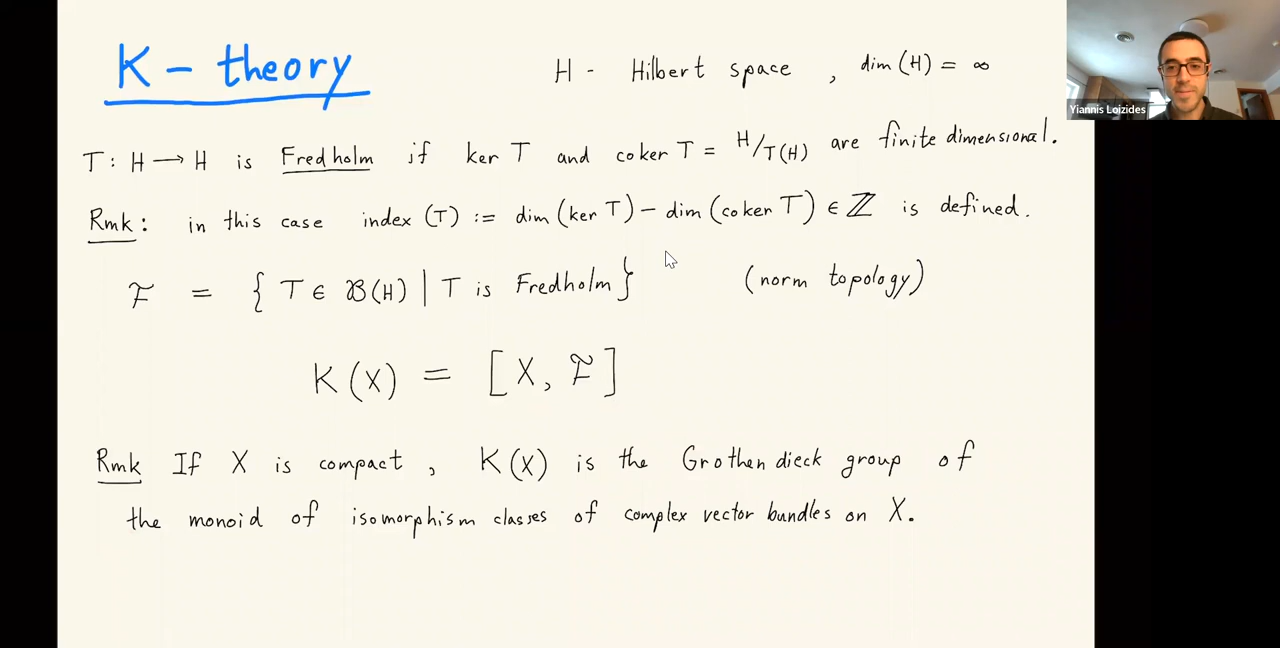 K - theory
H - Hilbert space , dim (H) = ∞
Yiannis Loizides
T : H ⟶ H is Fredholm if ker T and coker T = H/T(H) are finite dimensional.
Rmk : in this case index (T) := dim (ker T) - dim (coker T) ∈ ℤ is defined.
ℱ = { T ∈ ℬ(H) | T is Fredholm } (norm topology)
K (X) = [ X, ℱ ]
Rmk If X is compact , K (X) is the Grothendieck group of
the monoid of isomorphism classes of complex vector bundles on X.